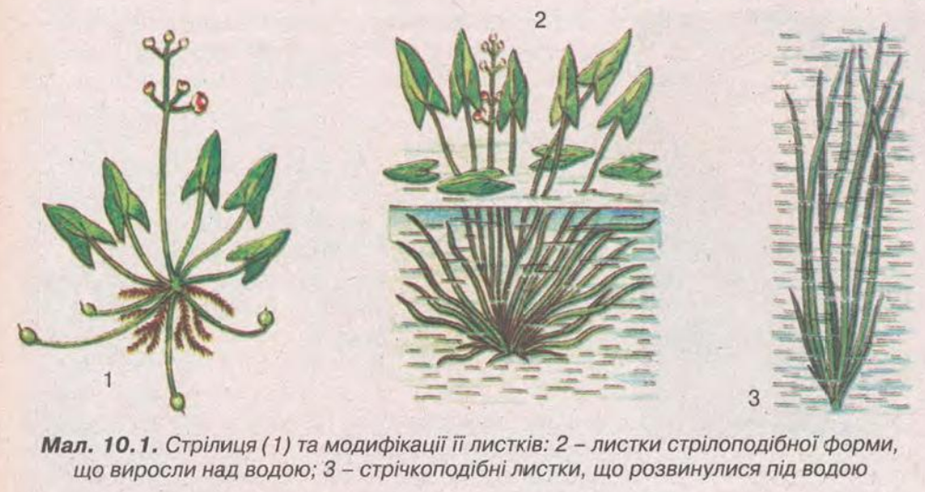 2
1
3
Мал. 10.1. Стрілиця (1) та модифікації її листків: 2 – листки стрілоподібної форми,
що виросли над водою; 3 – стрічкоподібні листки, що розвинулися під водою